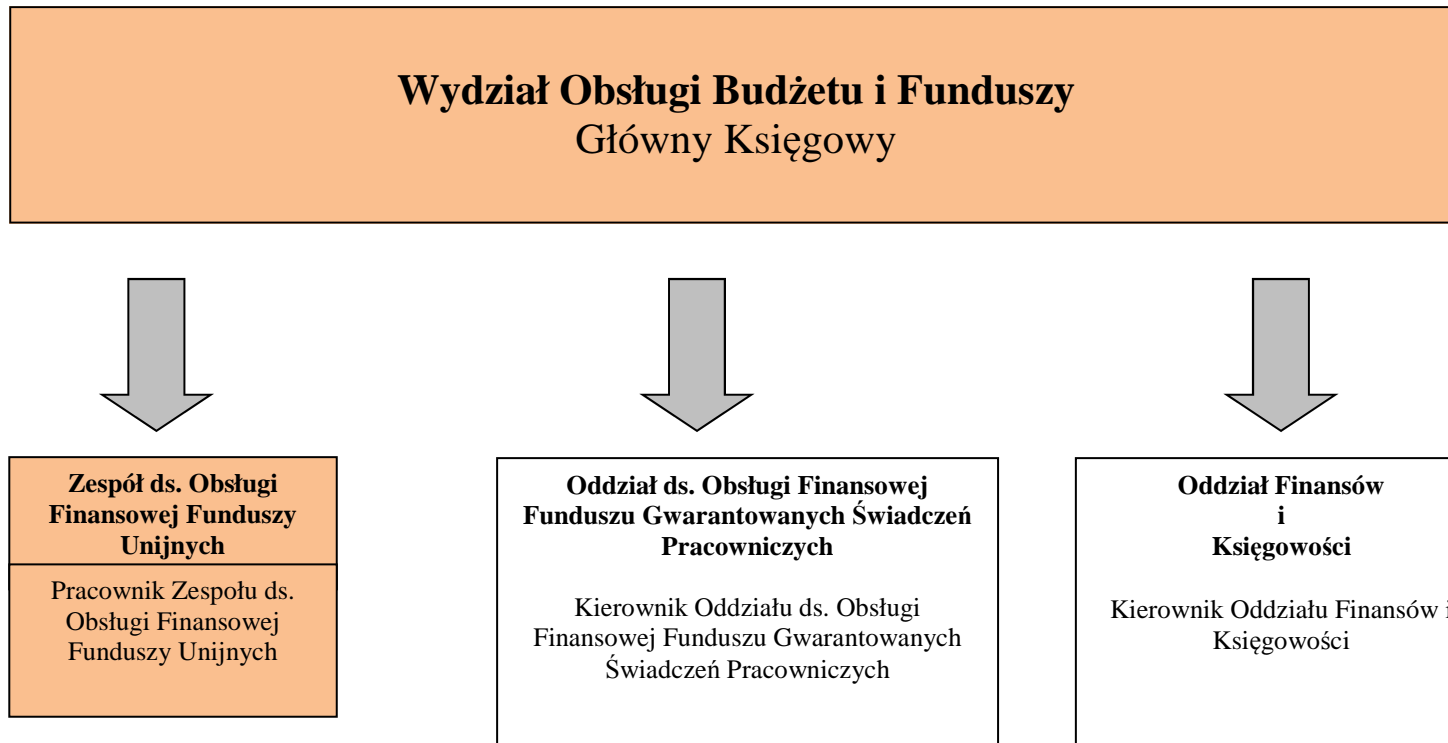 Wydział Obsługi Budżetu i Funduszy
Główny Księgowy
Zespół ds. Obsługi
Finansowej Funduszy
Unijnych
Pracownik Zespołu ds.
Obsługi Finansowej
Funduszy Unijnych
Oddział ds. Obsługi Finansowej
Funduszu Gwarantowanych Świadczeń
Pracowniczych
Kierownik Oddziału ds. Obsługi
Finansowej Funduszu Gwarantowanych
Świadczeń Pracowniczych
Oddział Finansów
i
Księgowości
Kierownik Oddziału Finansów i
Księgowości